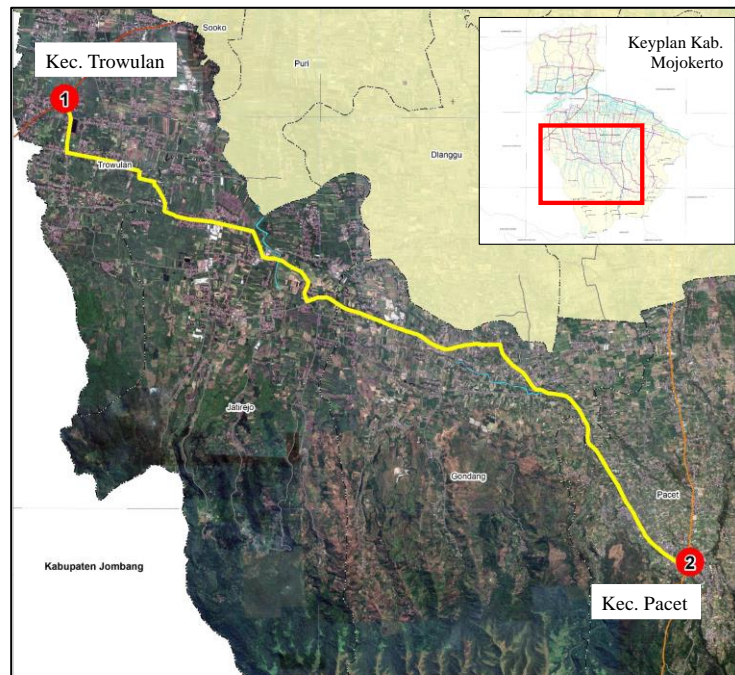 Sooko
Kec. Trowulan
Puri
Keyplan Kab.
Mojokerto
1
Dlanggu
Trowulan
Jatirejo
Gondang
Pacet
Kabupaten Jombang
2
Kec. Pacet